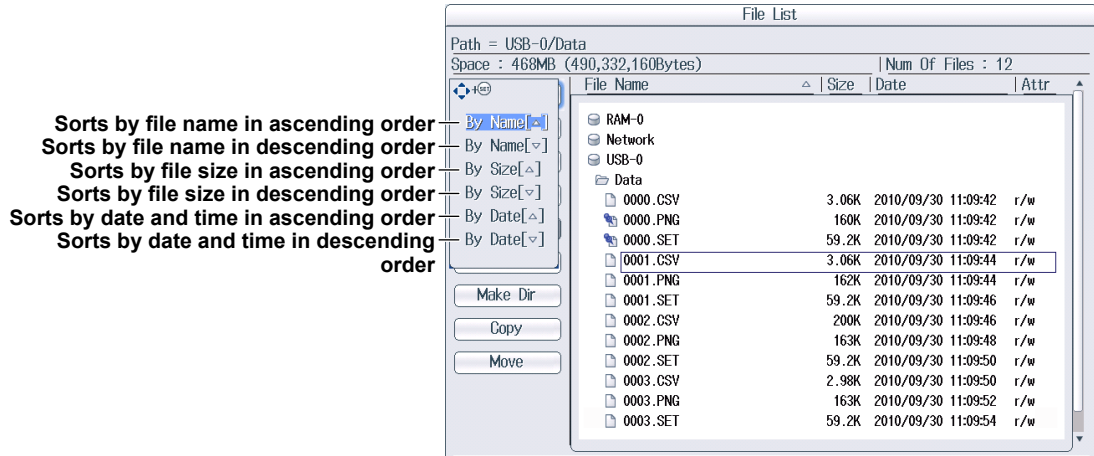 File List
Path = USB-0/Data
Space : 468MB (490,332,160Bytes) Num Of Files : 12
+SET
File Name △ Size Date Attr
Sorts by file name in ascending order By Name[△]
Sorts by file name in descending order By Name[▽]
Sorts by file size in ascending order By Size[△]
Sorts by file size in descending order By Size[▽]
Sorts by date and time in ascending order By Date[△]
Sorts by date and time in descending By Date[▽]
order
Make Dir
Copy
Move
RAM-0
Network
USB-0
Data
0000.CSV 3.06K 2010/09/30 11:09:42 r/w
0000.PNG 160K 2010/09/30 11:09:42 r/w
0000.SET 59.2K 2010/09/30 11:09:42 r/w
0001.CSV 3.06K 2010/09/30 11:09:44 r/w
0001.PNG 162K 2010/09/30 11:09:44 r/w
0001.SET 59.2K 2010/09/30 11:09:46 r/w
0002.CSV 200K 2010/09/30 11:09:46 r/w
0002.PNG 163K 2010/09/30 11:09:48 r/w
0002.SET 59.2K 2010/09/30 11:09:50 r/w
0003.CSV 2.98K 2010/09/30 11:09:50 r/w
0003.PNG 163K 2010/09/30 11:09:52 r/w
0003.SET 59.2K 2010/09/30 11:09:54 r/w